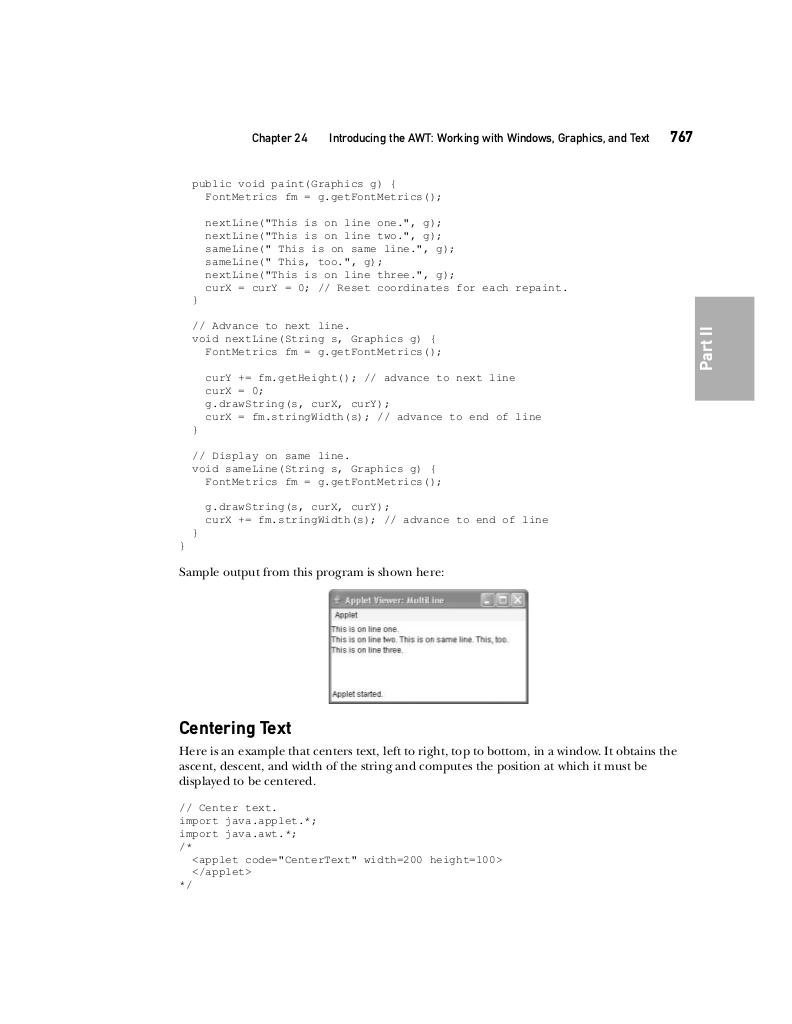 Chapter 24 Introducing the AWT: Working with Windows, Graphics, and Text 767
public void paint(Graphics g) {
FontMetrics fm = g.getFontMetrics();
nextLine("This is on line one.", g);
nextLine("This is on line two.", g);
sameLine(" This is on same line.", g);
sameLine(" This, too.", g);
nextLine("This is on line three.", g);
curX = curY = 0; // Reset coordinates for each repaint.
}
// Advance to next line.
void nextLine(String s, Graphics g) {
FontMetrics fm = g.getFontMetrics();
curY += fm.getHeight(); // advance to next line
curX = 0;
g.drawString(s, curX, curY);
curX = fm.stringWidth(s); // advance to end of line
}
// Display on same line.
void sameLine(String s, Graphics g) {
FontMetrics fm = g.getFontMetrics();
g.drawString(s, curX, curY);
curX += fm.stringWidth(s); // advance to end of line
}
}
Part II
Sample output from this program is shown here:
Applet Viewer: MultiLine
Applet
This is on line one.
This is on line two. This is on same line. This, too.
This is on line three.
Applet started.
Centering Text
Here is an example that centers text, left to right, top to bottom, in a window. It obtains the
ascent, descent, and width of the string and computes the position at which it must be
displayed to be centered.
// Center text.
import java.applet.*;
import java.awt.*;
/*
<applet code="CenterText" width=200 height=100>
</applet>
*/